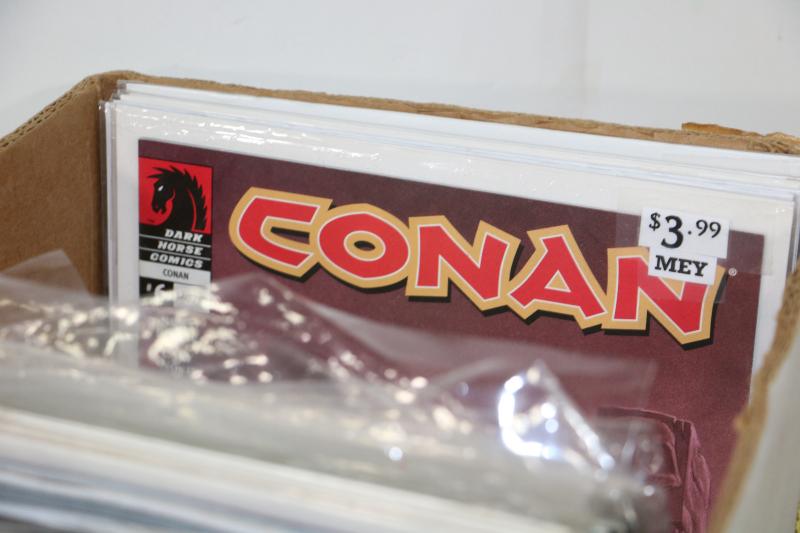 DARK
HORSE
COMICS
CONAN
CONAN
$3.99
MEY
®